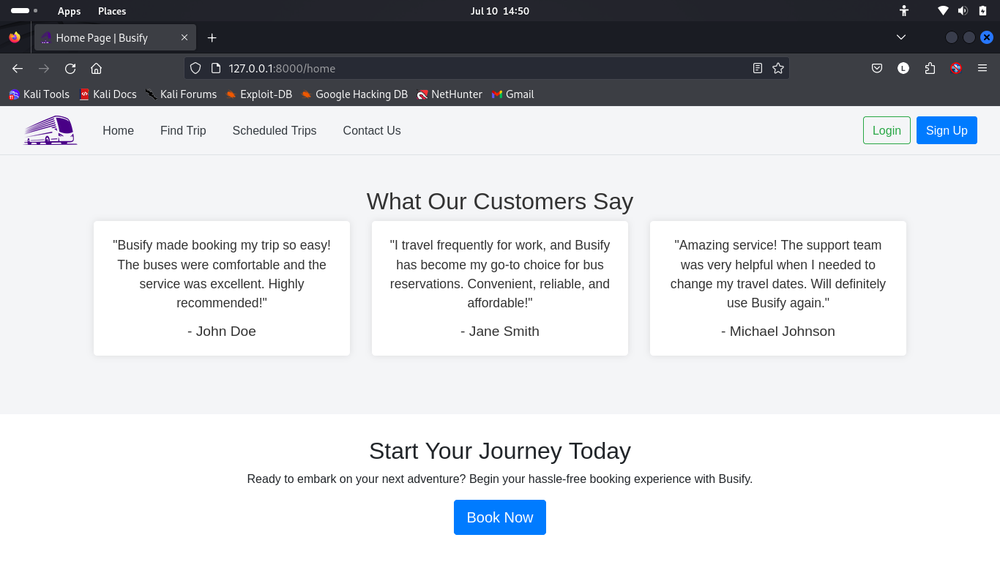 Apps Places Jul 10 14:50
Home Page | Busify
127.0.0.1:8000/home
Kali Tools Kali Docs Kali Forums Exploit-DB Google Hacking DB NetHunter Gmail
Home Find Trip Scheduled Trips Contact Us Login Sign Up
What Our Customers Say
"Busify made booking my trip so easy!
The buses were comfortable and the
service was excellent. Highly
recommended!"
- John Doe
"I travel frequently for work, and Busify
has become my go-to choice for bus
reservations. Convenient, reliable, and
affordable!"
- Jane Smith
"Amazing service! The support team
was very helpful when I needed to
change my travel dates. Will definitely
use Busify again."
- Michael Johnson
Start Your Journey Today
Ready to embark on your next adventure? Begin your hassle-free booking experience with Busify.
Book Now